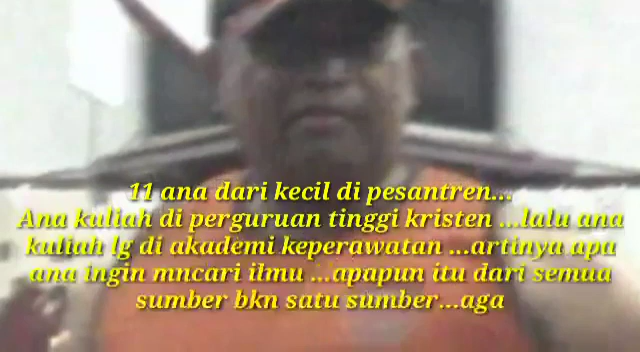 11 ana dari kecil di pesantren...
Ana kuliah di perguruan tinggi kristen ...lalu ana
kuliah lg di akademi keperawatan ...artinya apa
ana ingin mncari ilmu ...apapun itu dari semua
sumber bkn satu sumber...aga